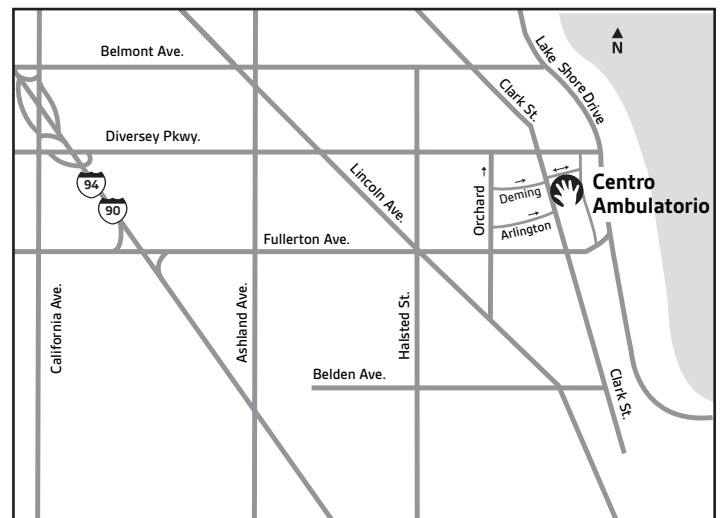 Belmont Ave.
N
Lake Shore Drive
Clark St.
Diversey Pkwy.
94
90
Lincoln Ave.
Orchard →
→
↔
Deming
→
Arlington
Centro
Ambulatorio
Fullerton Ave.
California Ave.
Ashland Ave.
Halsted St.
Belden Ave.
Clark St.